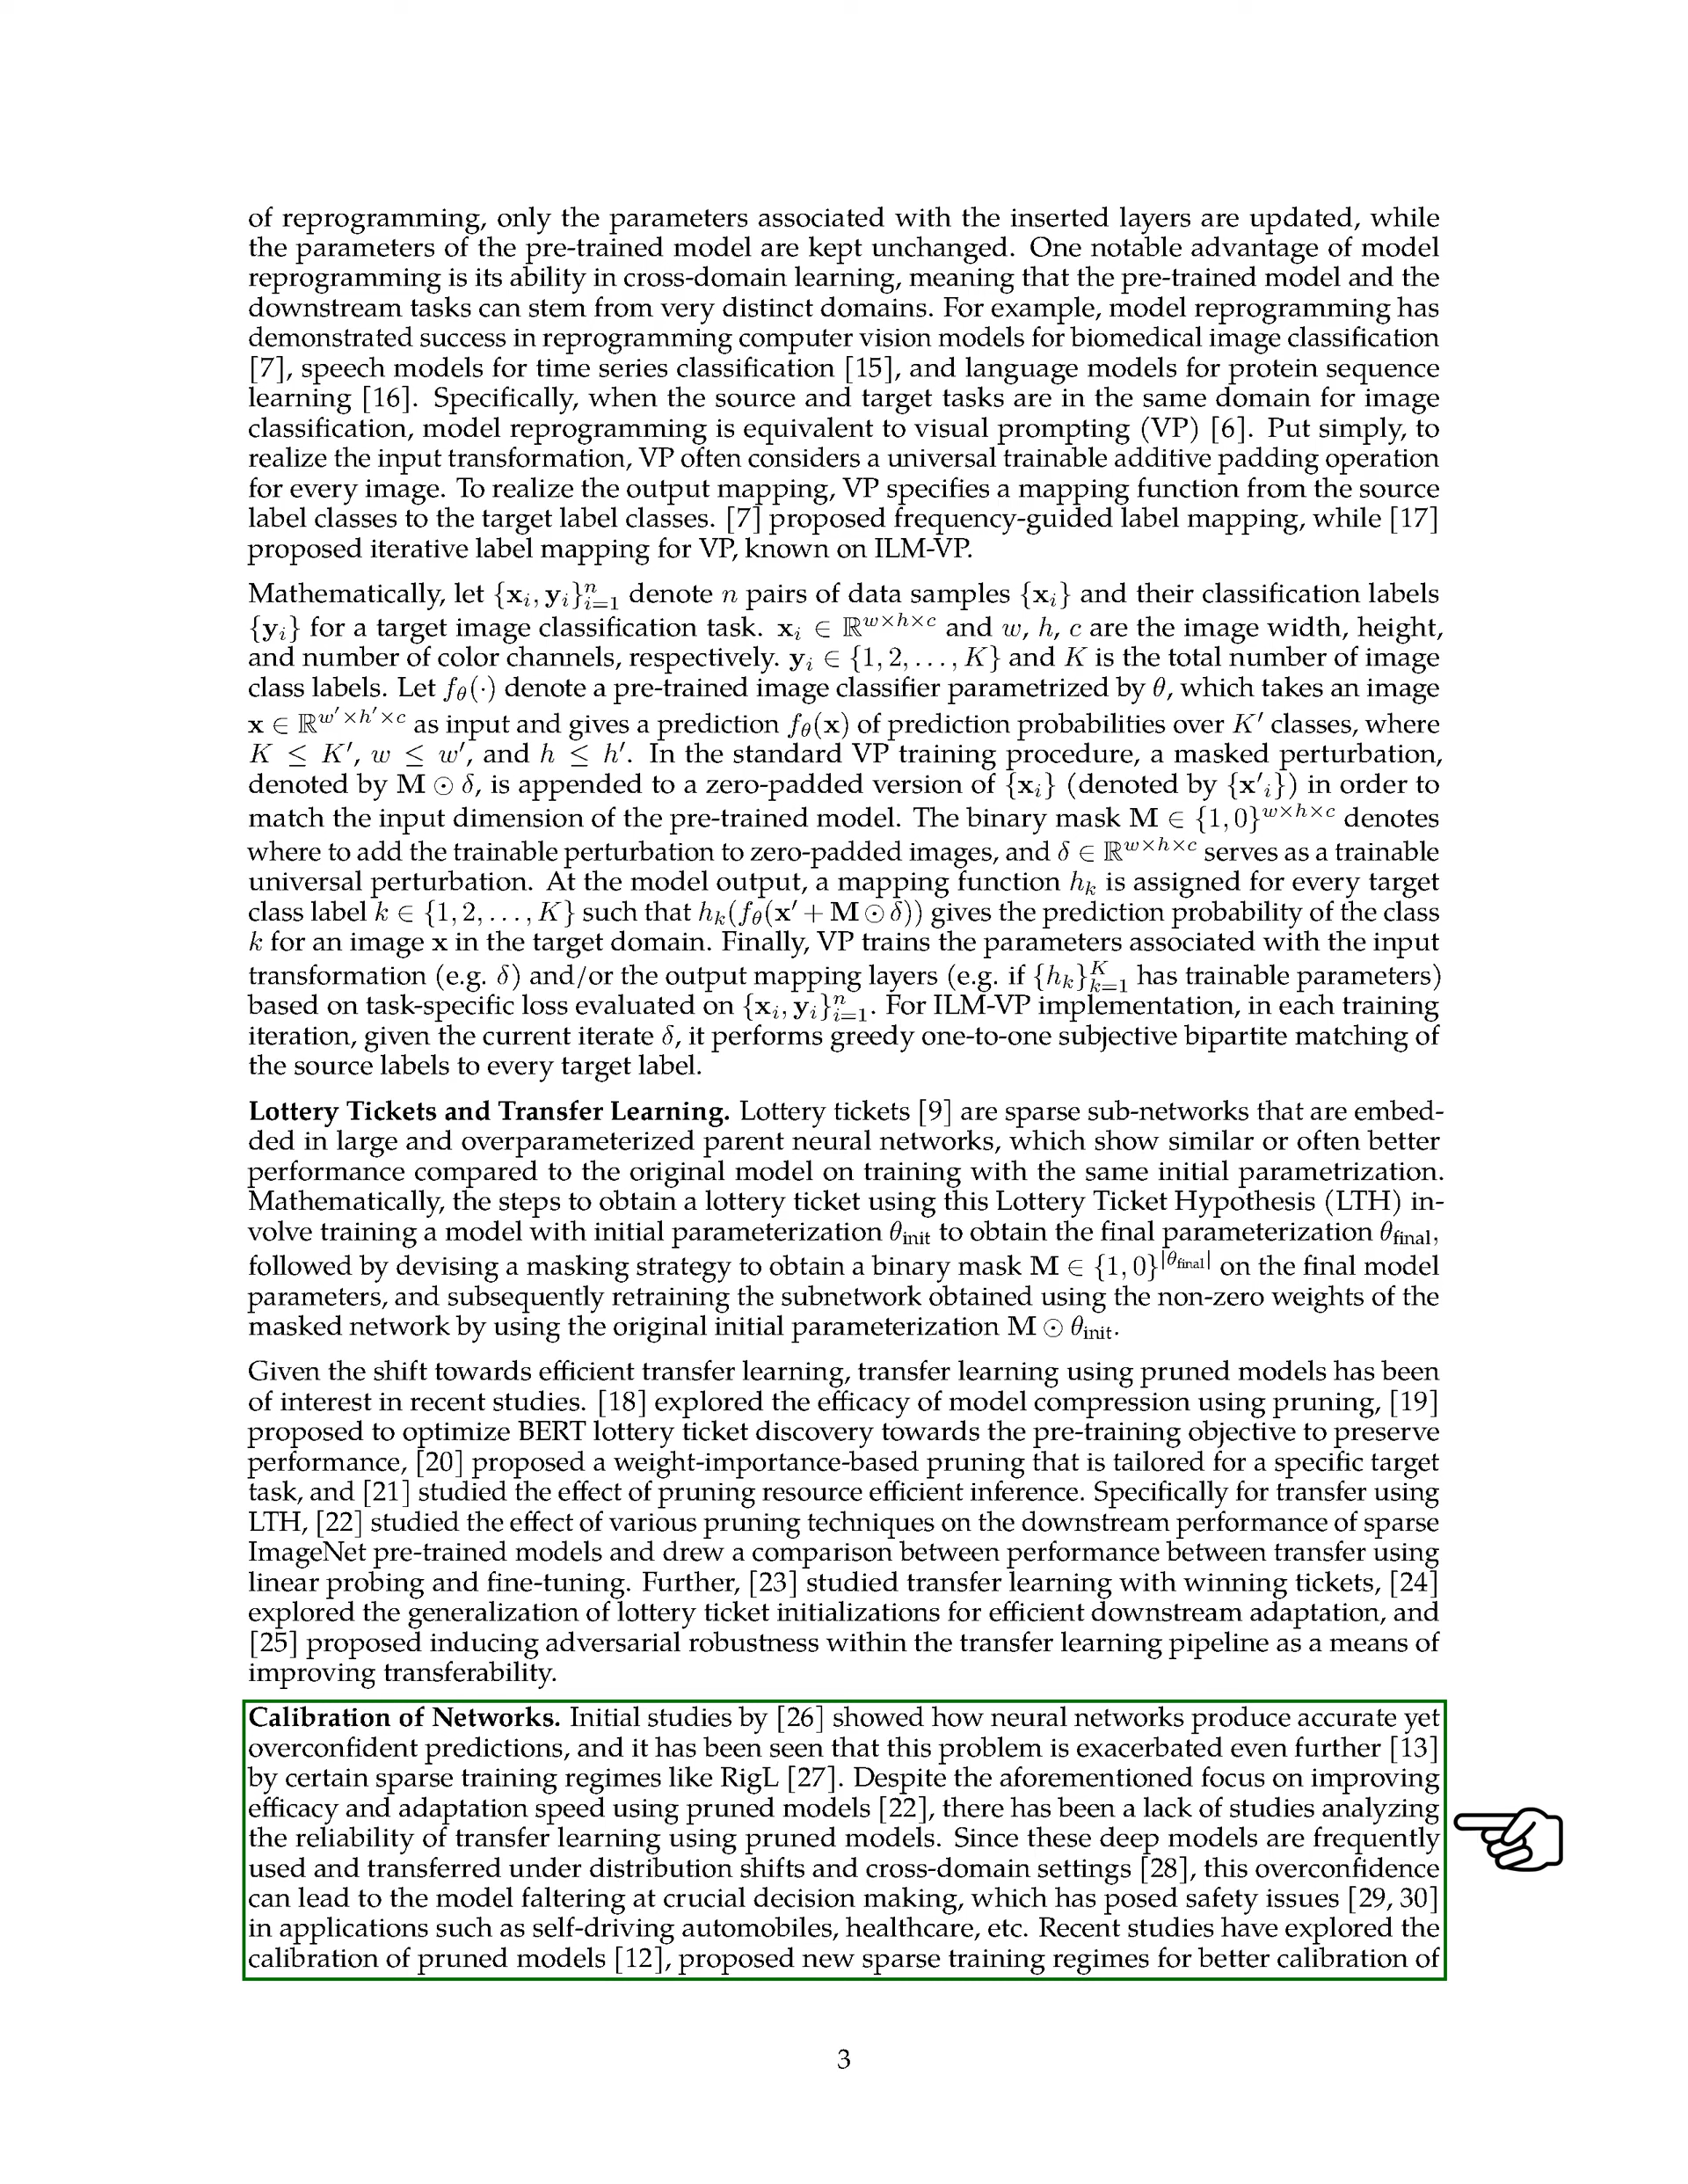 of reprogramming, only the parameters associated with the inserted layers are updated, while
the parameters of the pre-trained model are kept unchanged. One notable advantage of model
reprogramming is its ability in cross-domain learning, meaning that the pre-trained model and the
downstream tasks can stem from very distinct domains. For example, model reprogramming has
demonstrated success in reprogramming computer vision models for biomedical image classification
[7], speech models for time series classification [15], and language models for protein sequence
learning [16]. Specifically, when the source and target tasks are in the same domain for image
classification, model reprogramming is equivalent to visual prompting (VP) [6]. Put simply, to
realize the input transformation, VP often considers a universal trainable additive padding operation
for every image. To realize the output mapping, VP specifies a mapping function from the source
label classes to the target label classes. [7] proposed frequency-guided label mapping, while [17]
proposed iterative label mapping for VP, known on ILM-VP.
Mathematically, let {x_i, y_i}_{i=1}^n denote n pairs of data samples {x_i} and their classification labels
{y_i} for a target image classification task. x_i ∈ ℝ^{w×h×c} and w, h, c are the image width, height,
and number of color channels, respectively. y_i ∈ {1, 2, . . . , K} and K is the total number of image
class labels. Let f_θ(·) denote a pre-trained image classifier parametrized by θ, which takes an image
x ∈ ℝ^{w′×h′×c} as input and gives a prediction f_θ(x) of prediction probabilities over K′ classes, where
K ≤ K′, w ≤ w′, and h ≤ h′. In the standard VP training procedure, a masked perturbation,
denoted by M ⊙ δ, is appended to a zero-padded version of {x_i} (denoted by {x′_i}) in order to
match the input dimension of the pre-trained model. The binary mask M ∈ {1, 0}^{w×h×c} denotes
where to add the trainable perturbation to zero-padded images, and δ ∈ ℝ^{w×h×c} serves as a trainable
universal perturbation. At the model output, a mapping function h_k is assigned for every target
class label k ∈ {1, 2, . . . , K} such that h_k(f_θ(x′ + M ⊙ δ)) gives the prediction probability of the class
k for an image x in the target domain. Finally, VP trains the parameters associated with the input
transformation (e.g. δ) and/or the output mapping layers (e.g. if {h_k}_{k=1}^K has trainable parameters)
based on task-specific loss evaluated on {x_i, y_i}_{i=1}^n. For ILM-VP implementation, in each training
iteration, given the current iterate δ, it performs greedy one-to-one subjective bipartite matching of
the source labels to every target label.
Lottery Tickets and Transfer Learning. Lottery tickets [9] are sparse sub-networks that are embed-
ded in large and overparameterized parent neural networks, which show similar or often better
performance compared to the original model on training with the same initial parametrization.
Mathematically, the steps to obtain a lottery ticket using this Lottery Ticket Hypothesis (LTH) in-
volve training a model with initial parameterization θ_init to obtain the final parameterization θ_final,
followed by devising a masking strategy to obtain a binary mask M ∈ {1, 0}^{|θ_final|} on the final model
parameters, and subsequently retraining the subnetwork obtained using the non-zero weights of the
masked network by using the original initial parameterization M ⊙ θ_init.
Given the shift towards efficient transfer learning, transfer learning using pruned models has been
of interest in recent studies. [18] explored the efficacy of model compression using pruning, [19]
proposed to optimize BERT lottery ticket discovery towards the pre-training objective to preserve
performance, [20] proposed a weight-importance-based pruning that is tailored for a specific target
task, and [21] studied the effect of pruning resource efficient inference. Specifically for transfer using
LTH, [22] studied the effect of various pruning techniques on the downstream performance of sparse
ImageNet pre-trained models and drew a comparison between performance between transfer using
linear probing and fine-tuning. Further, [23] studied transfer learning with winning tickets, [24]
explored the generalization of lottery ticket initializations for efficient downstream adaptation, and
[25] proposed inducing adversarial robustness within the transfer learning pipeline as a means of
improving transferability.
Calibration of Networks. Initial studies by [26] showed how neural networks produce accurate yet
overconfident predictions, and it has been seen that this problem is exacerbated even further [13]
by certain sparse training regimes like RigL [27]. Despite the aforementioned focus on improving
efficacy and adaptation speed using pruned models [22], there has been a lack of studies analyzing
the reliability of transfer learning using pruned models. Since these deep models are frequently
used and transferred under distribution shifts and cross-domain settings [28], this overconfidence
can lead to the model faltering at crucial decision making, which has posed safety issues [29, 30]
in applications such as self-driving automobiles, healthcare, etc. Recent studies have explored the
calibration of pruned models [12], proposed new sparse training regimes for better calibration of
3